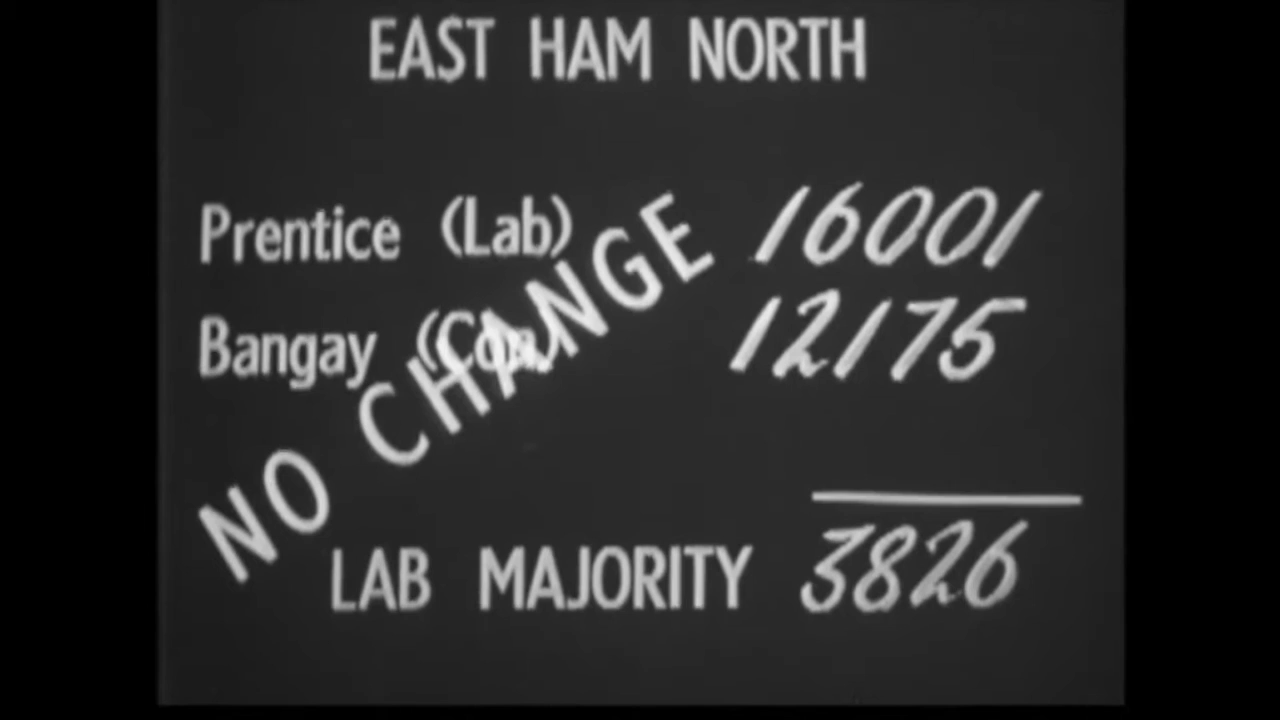 EAST HAM NORTH
Prentice (Lab) 16001
Bangay (Con) 12175
NO CHANGE
LAB MAJORITY 3826